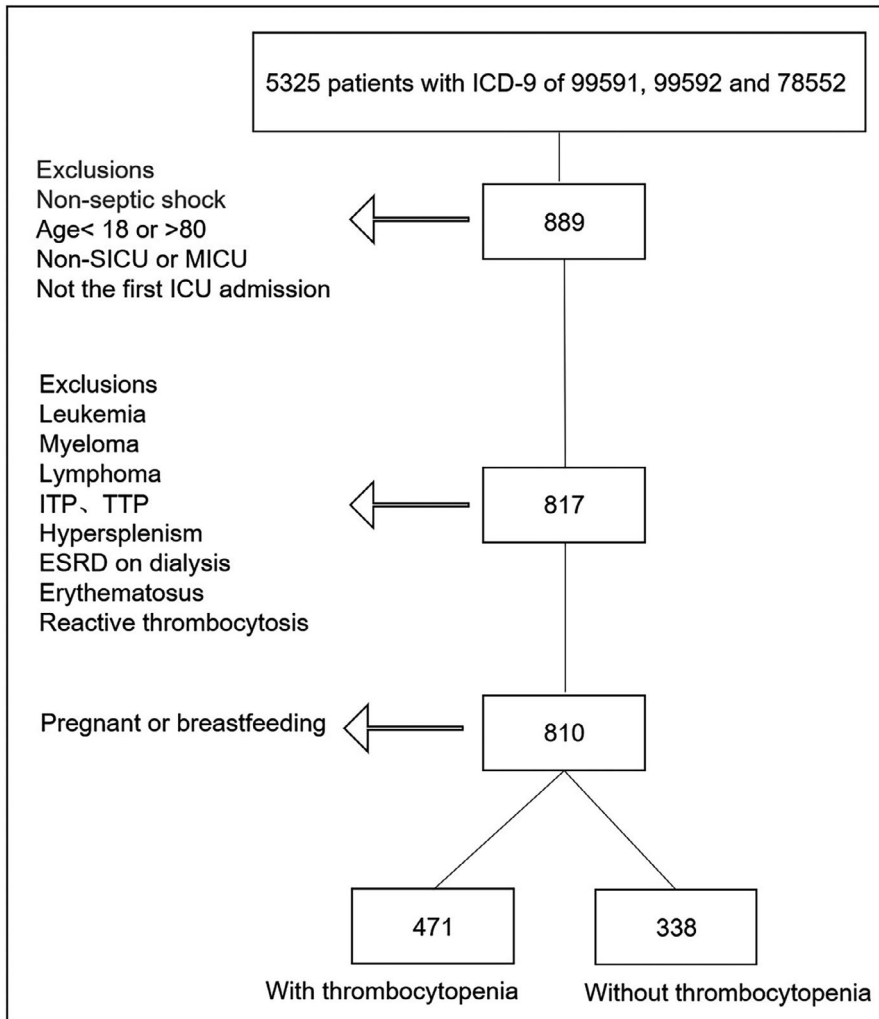 5325 patients with ICD-9 of 99591, 99592 and 78552
Exclusions
Non-septic shock
Age< 18 or >80
Non-SICU or MICU
Not the first ICU admission
889
Exclusions
Leukemia
Myeloma
Lymphoma
ITP、TTP
Hypersplenism
ESRD on dialysis
Erythematosus
Reactive thrombocytosis
817
Pregnant or breastfeeding
810
471
338
With thrombocytopenia
Without thrombocytopenia